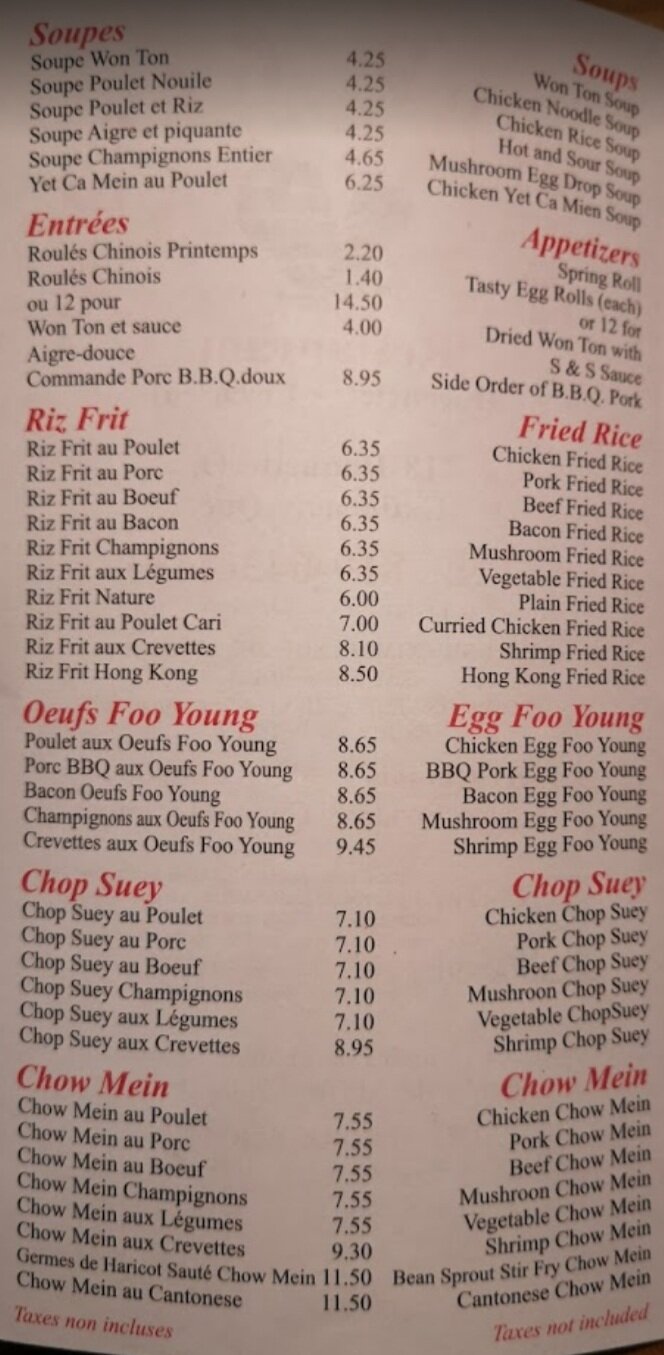 Soupes Soups
Soupe Won Ton 4.25 Won Ton Soup
Soupe Poulet Nouile 4.25 Chicken Noodle Soup
Soupe Poulet et Riz 4.25 Chicken Rice Soup
Soupe Aigre et piquante 4.25 Hot and Sour Soup
Soupe Champignons Entier 4.65 Mushroom Egg Drop Soup
Yet Ca Mein au Poulet 6.25 Chicken Yet Ca Mien Soup
Entrées Appetizers
Roulés Chinois Printemps 2.20 Spring Roll
Roulés Chinois 1.40 Tasty Egg Rolls (each)
ou 12 pour 14.50 or 12 for
Won Ton et sauce 4.00 Dried Won Ton with
Aigre-douce S & S Sauce
Commande Porc B.B.Q.doux 8.95 Side Order of B.B.Q. Pork
Riz Frit Fried Rice
Riz Frit au Poulet 6.35 Chicken Fried Rice
Riz Frit au Porc 6.35 Pork Fried Rice
Riz Frit au Boeuf 6.35 Beef Fried Rice
Riz Frit au Bacon 6.35 Bacon Fried Rice
Riz Frit Champignons 6.35 Mushroom Fried Rice
Riz Frit aux Légumes 6.35 Vegetable Fried Rice
Riz Frit Nature 6.00 Plain Fried Rice
Riz Frit au Poulet Cari 7.00 Curried Chicken Fried Rice
Riz Frit aux Crevettes 8.10 Shrimp Fried Rice
Riz Frit Hong Kong 8.50 Hong Kong Fried Rice
Oeufs Foo Young Egg Foo Young
Poulet aux Oeufs Foo Young 8.65 Chicken Egg Foo Young
Porc BBQ aux Oeufs Foo Young 8.65 BBQ Pork Egg Foo Young
Bacon Oeufs Foo Young 8.65 Bacon Egg Foo Young
Champignons aux Oeufs Foo Young 8.65 Mushroom Egg Foo Young
Crevettes aux Oeufs Foo Young 9.45 Shrimp Egg Foo Young
Chop Suey Chop Suey
Chop Suey au Poulet 7.10 Chicken Chop Suey
Chop Suey au Porc 7.10 Pork Chop Suey
Chop Suey au Boeuf 7.10 Beef Chop Suey
Chop Suey Champignons 7.10 Mushroon Chop Suey
Chop Suey aux Légumes 7.10 Vegetable ChopSuey
Chop Suey aux Crevettes 8.95 Shrimp Chop Suey
Chow Mein Chow Mein
Chow Mein au Poulet 7.55 Chicken Chow Mein
Chow Mein au Porc 7.55 Pork Chow Mein
Chow Mein au Boeuf 7.55 Beef Chow Mein
Chow Mein Champignons 7.55 Mushroon Chow Mein
Chow Mein aux Légumes 7.55 Vegetable Chow Mein
Chow Mein aux Crevettes 9.30 Shrimp Chow Mein
Germes de Haricot Sauté Chow Mein 11.50 Bean Sprout Stir Fry Chow Mein
Chow Mein au Cantonese 11.50 Cantonese Chow Mein
Taxes non incluses Taxes not included